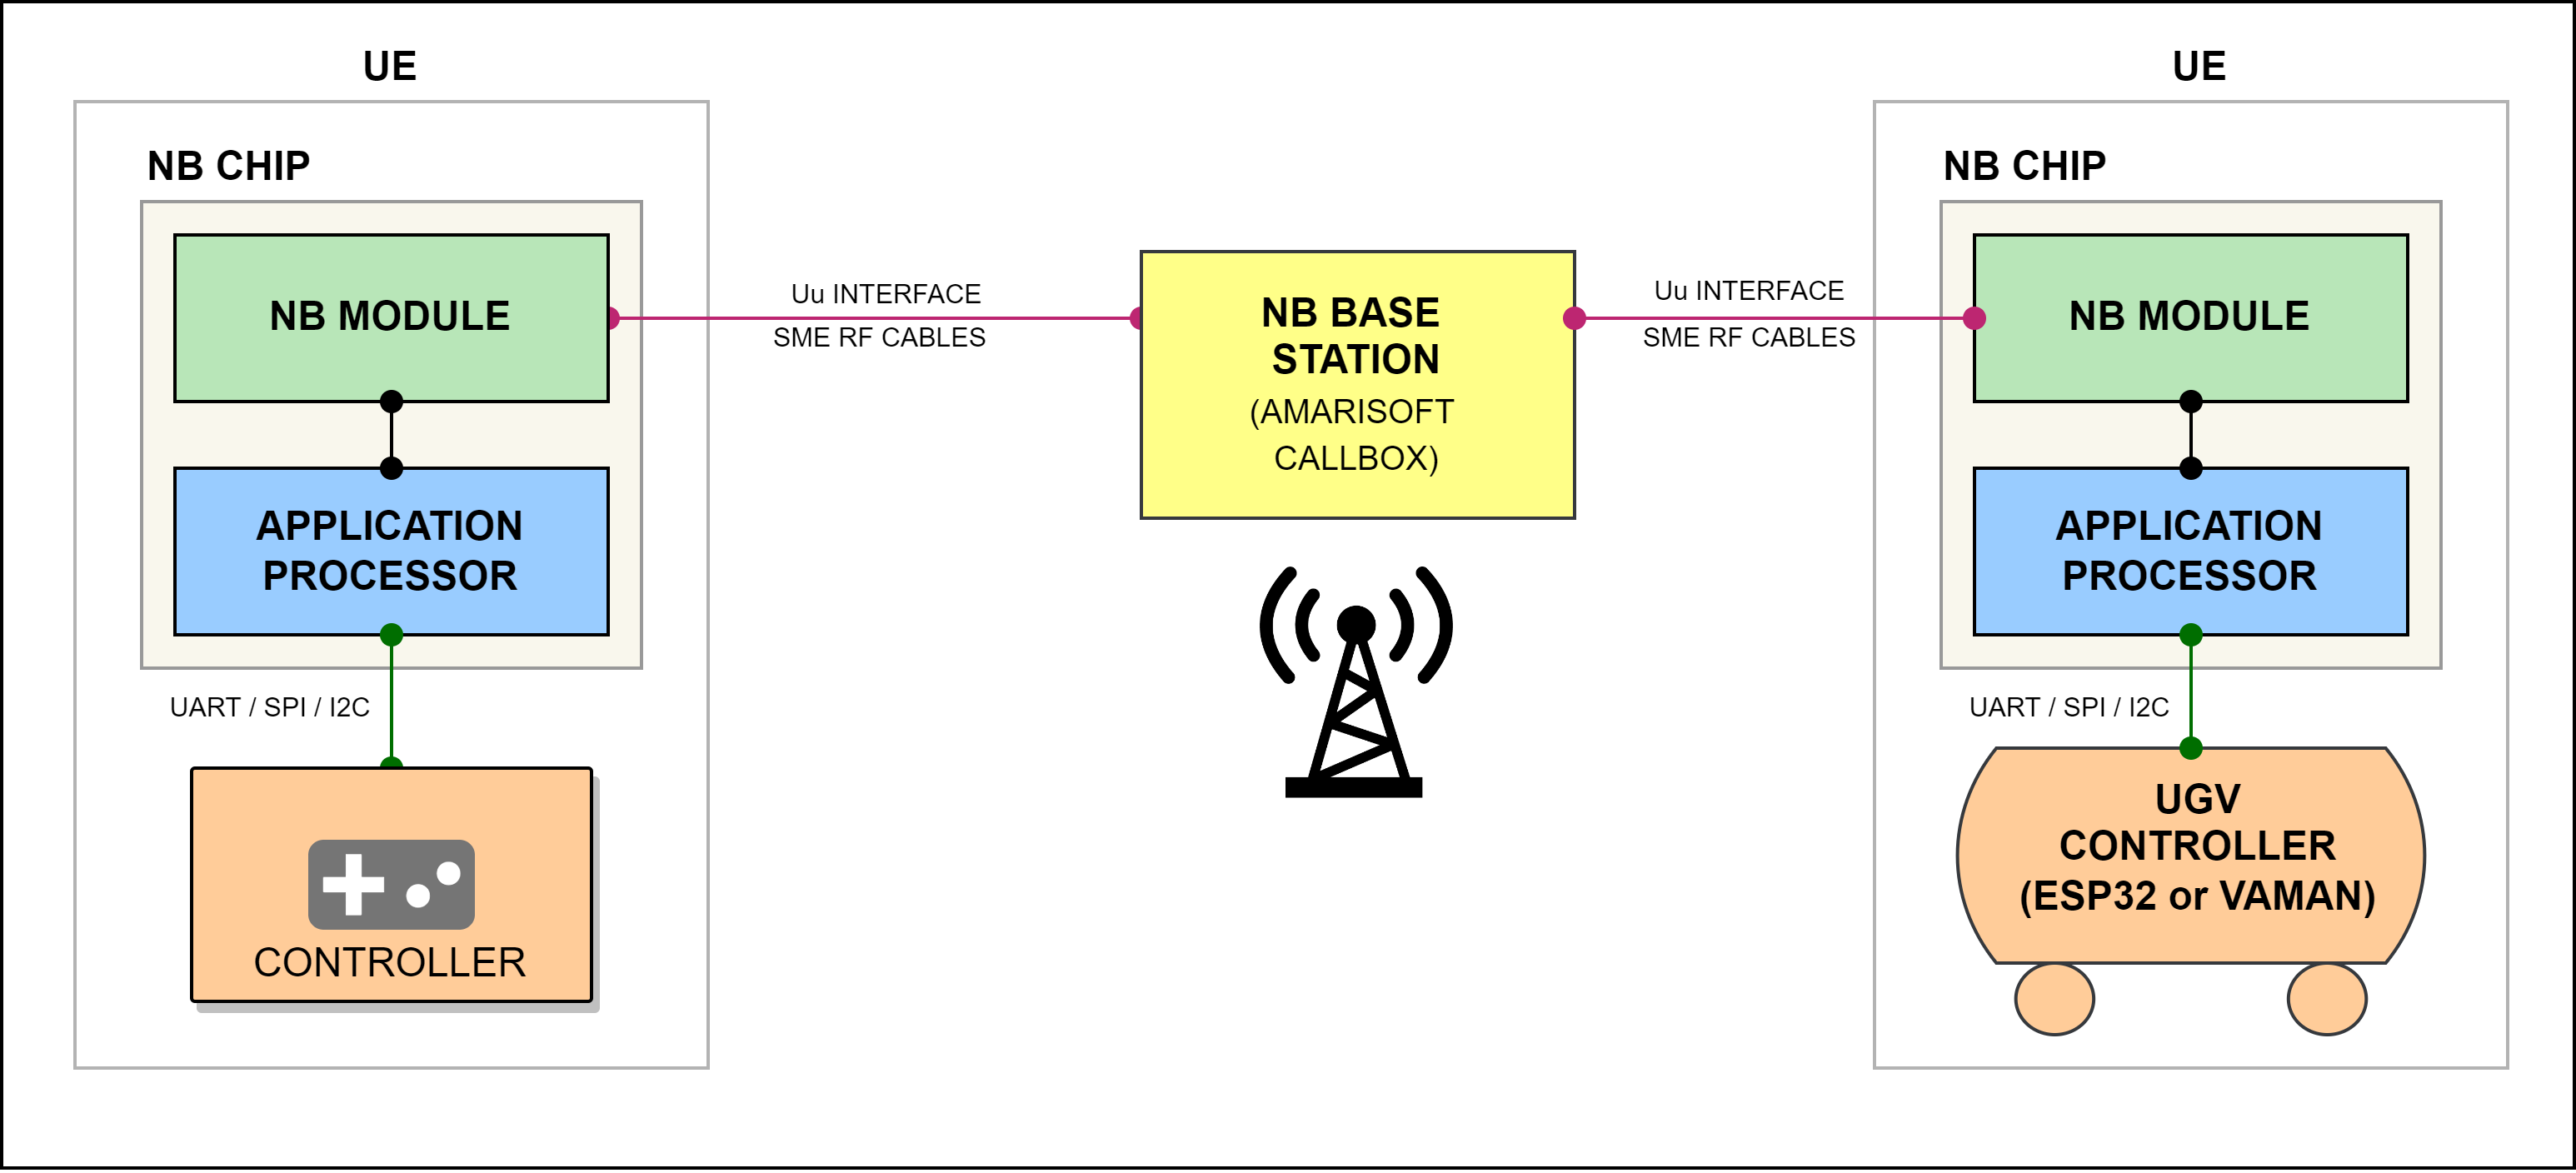 UE
NB CHIP
NB MODULE
APPLICATION
PROCESSOR
UART / SPI / I2C
CONTROLLER
Uu INTERFACE
SME RF CABLES
NB BASE
STATION
(AMARISOFT
CALLBOX)
Uu INTERFACE
SME RF CABLES
UE
NB CHIP
NB MODULE
APPLICATION
PROCESSOR
UART / SPI / I2C
UGV
CONTROLLER
(ESP32 or VAMAN)